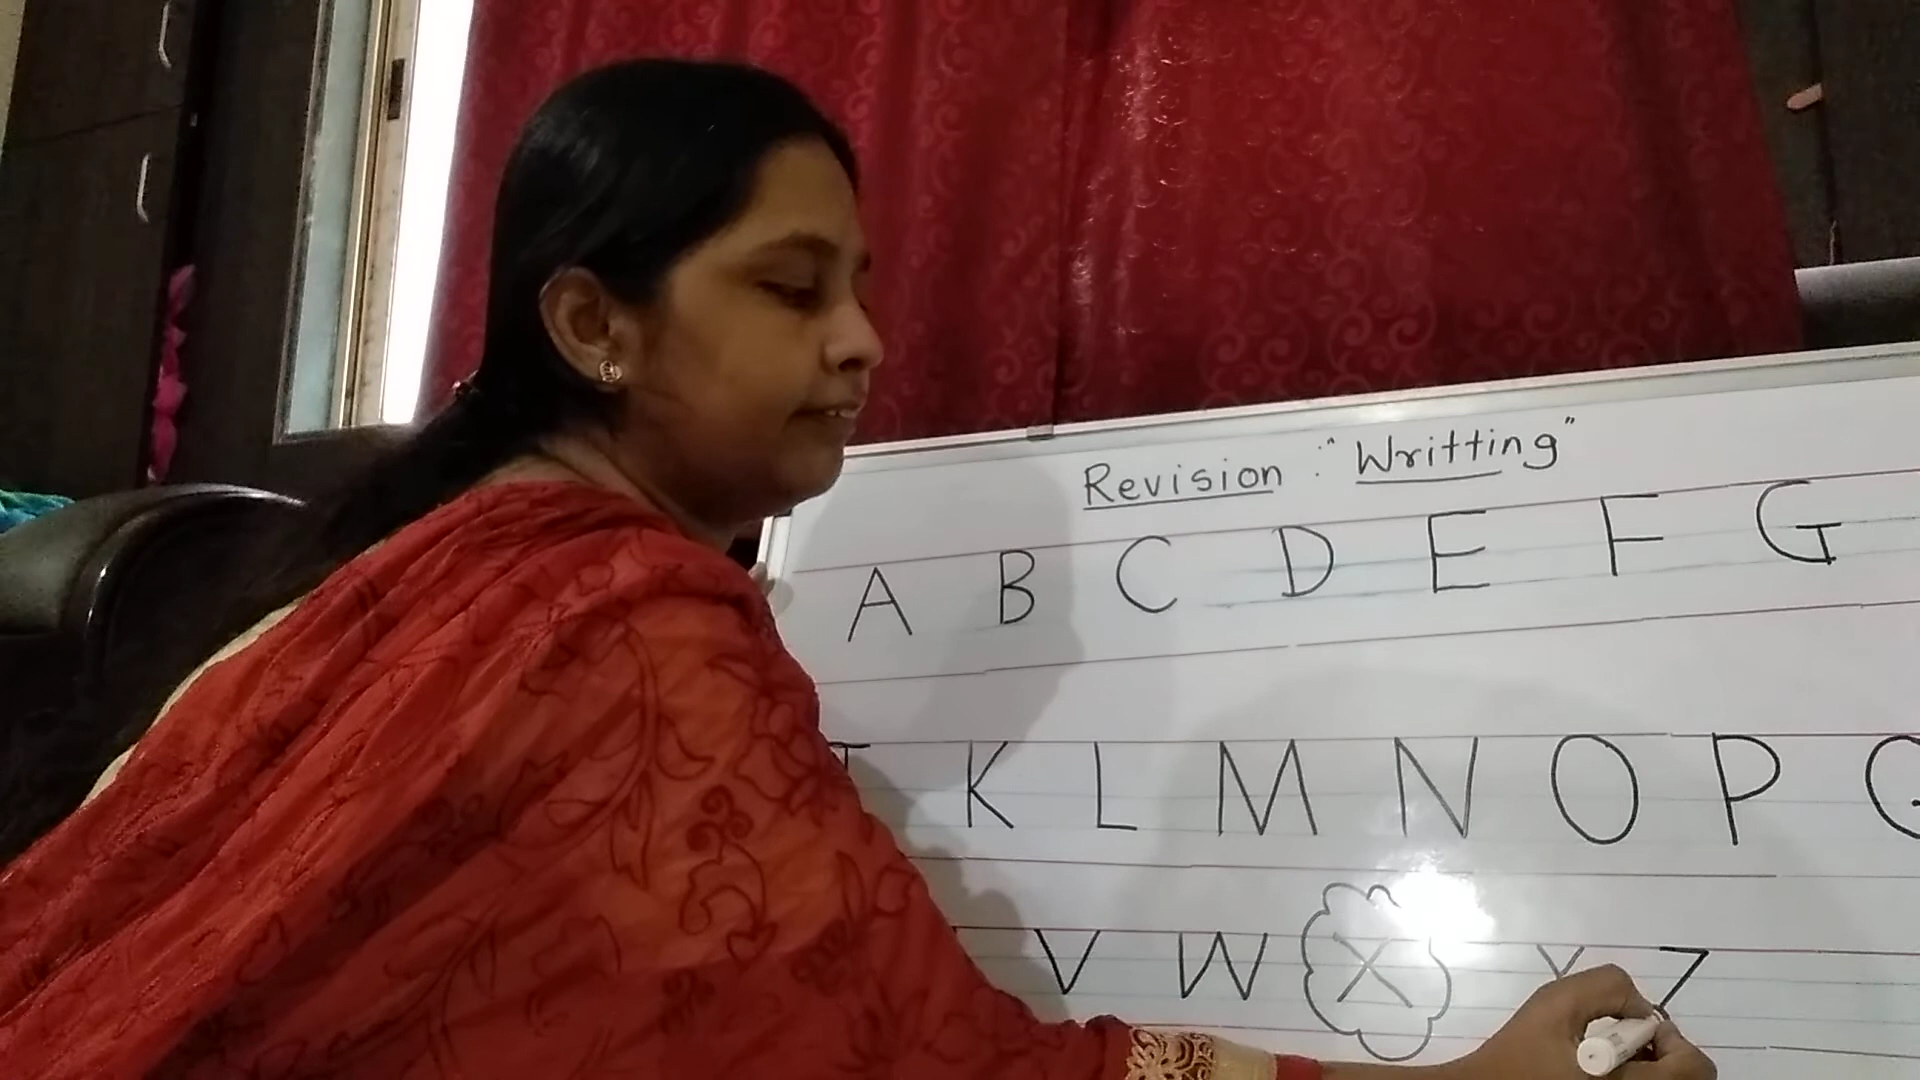 Revision : "Writting"
A B C D E F G
J K L M N O P Q
V W X Y Z